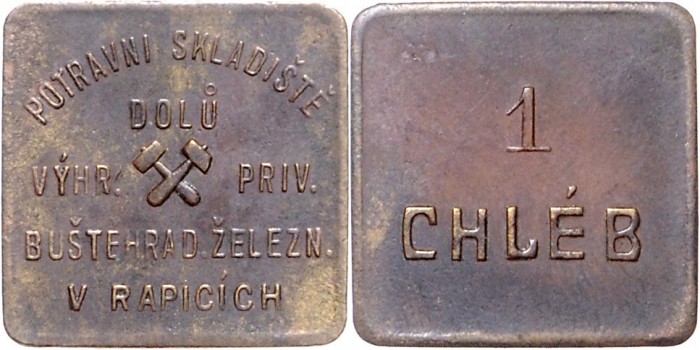 POTRAVNI SKLADIŠTĚ
DOLŮ
VÝHR. PRIV.
BUŠTEHRAD. ŽELEZN.
V RAPICÍCH
1
CHLÉB